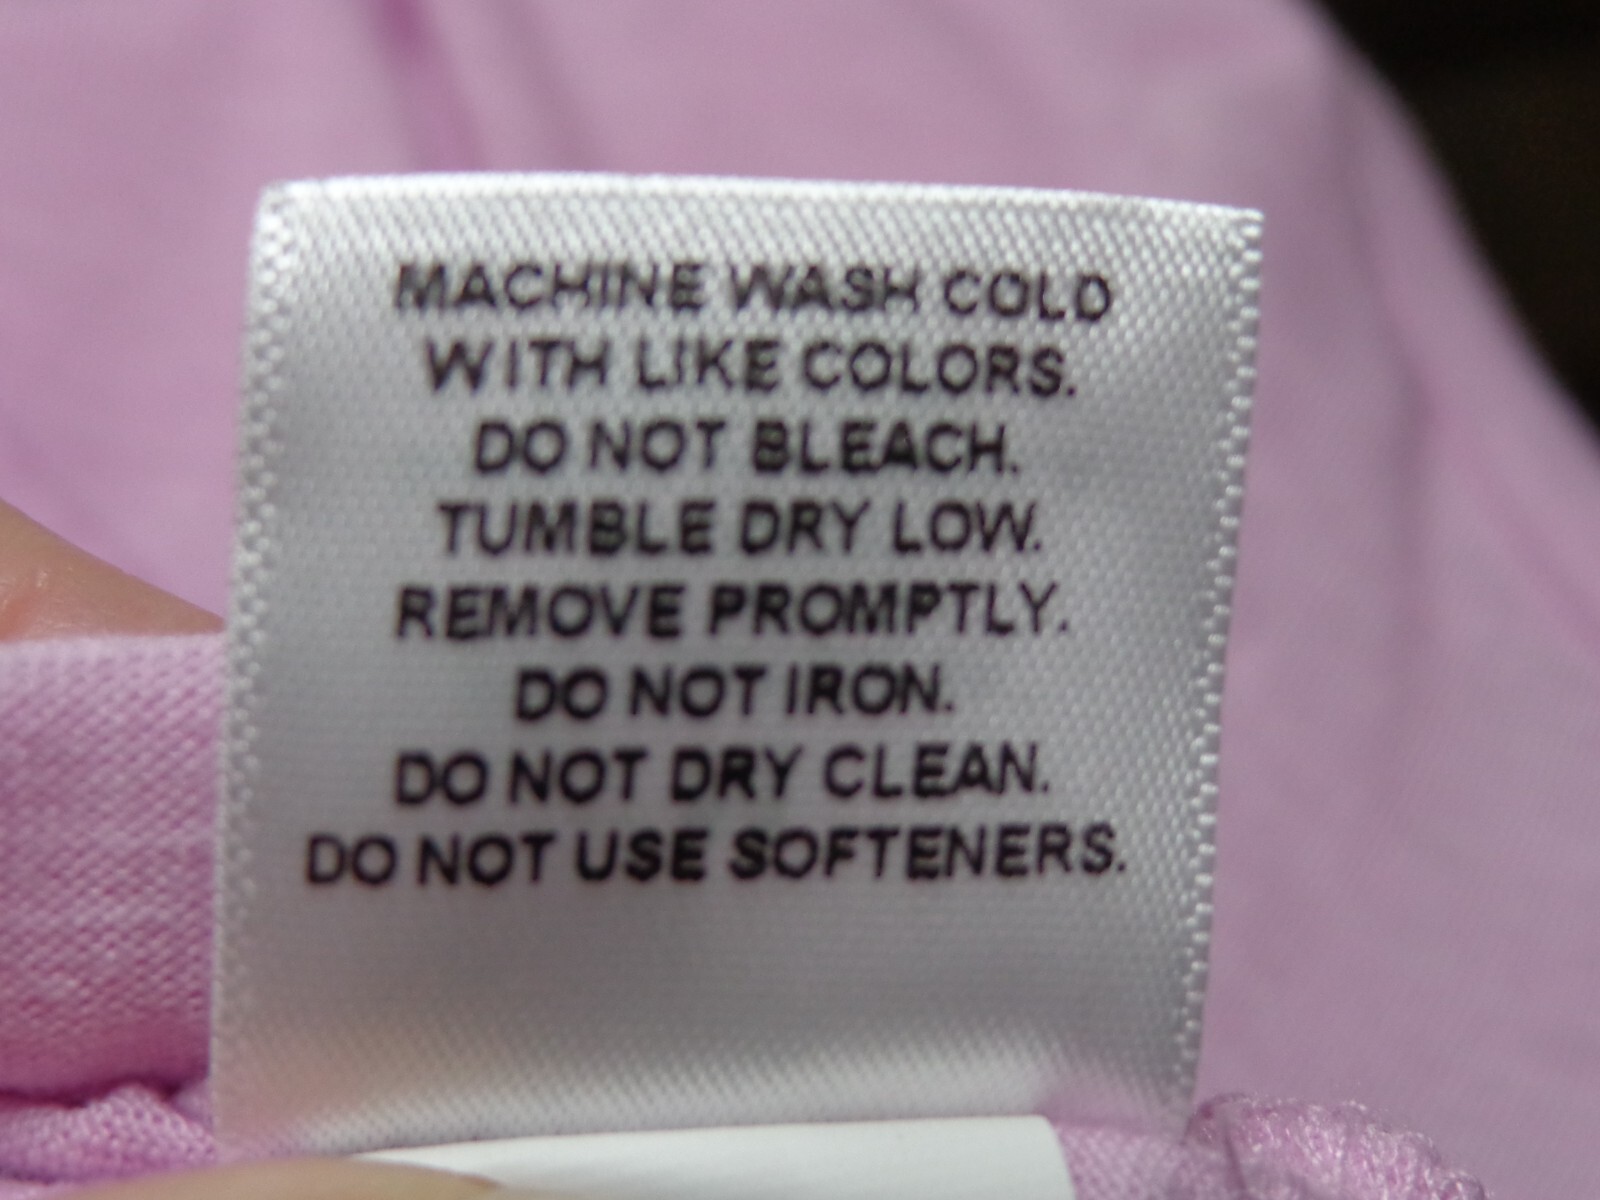 MACHINE WASH COLD
WITH LIKE COLORS.
DO NOT BLEACH.
TUMBLE DRY LOW.
REMOVE PROMPTLY.
DO NOT IRON.
DO NOT DRY CLEAN.
DO NOT USE SOFTENERS.